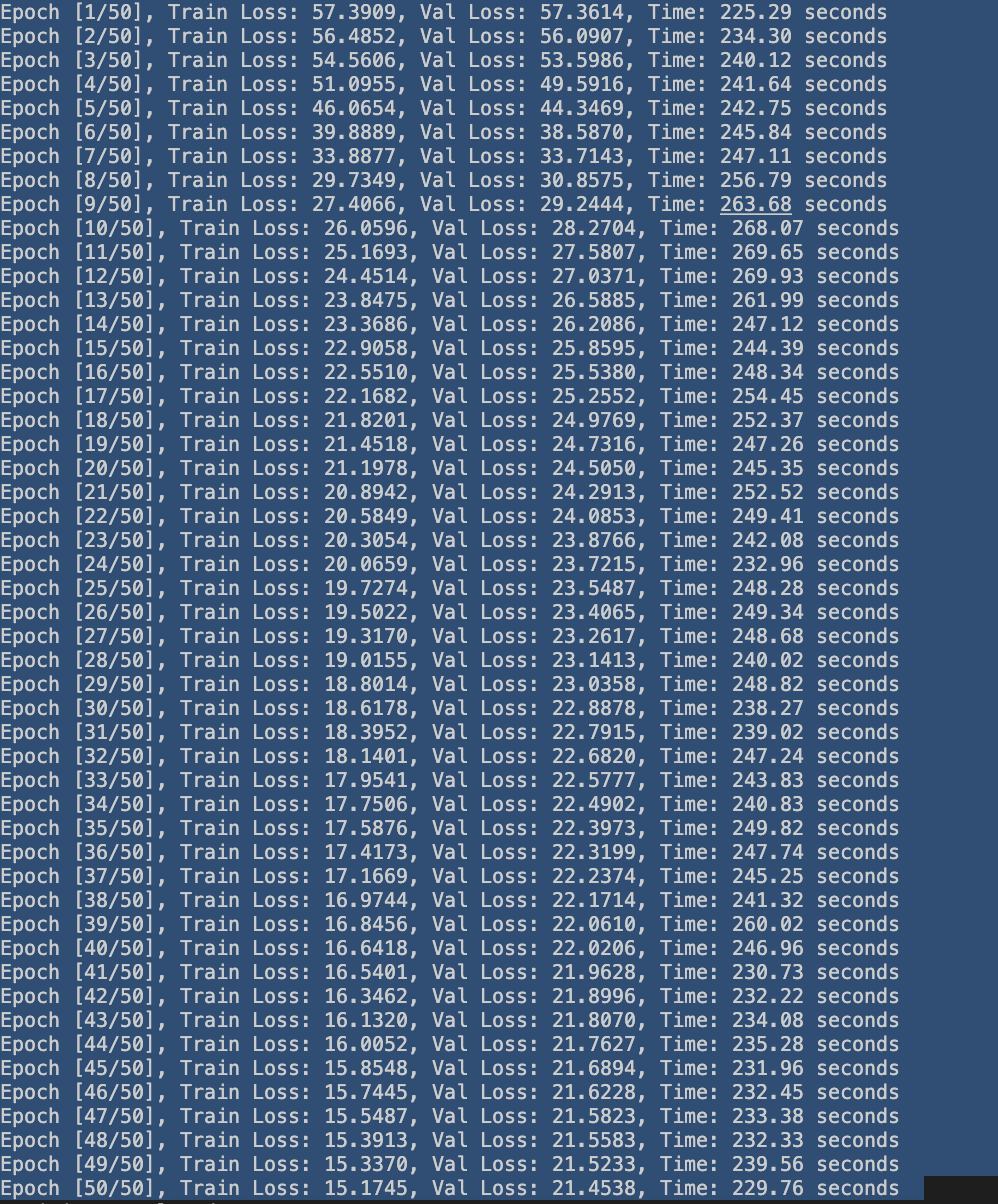 Epoch [1/50], Train Loss: 57.3909, Val Loss: 57.3614, Time: 225.29 seconds
Epoch [2/50], Train Loss: 56.4852, Val Loss: 56.0907, Time: 234.30 seconds
Epoch [3/50], Train Loss: 54.5606, Val Loss: 53.5986, Time: 240.12 seconds
Epoch [4/50], Train Loss: 51.0955, Val Loss: 49.5916, Time: 241.64 seconds
Epoch [5/50], Train Loss: 46.0654, Val Loss: 44.3469, Time: 242.75 seconds
Epoch [6/50], Train Loss: 39.8889, Val Loss: 38.5870, Time: 245.84 seconds
Epoch [7/50], Train Loss: 33.8877, Val Loss: 33.7143, Time: 247.11 seconds
Epoch [8/50], Train Loss: 29.7349, Val Loss: 30.8575, Time: 256.79 seconds
Epoch [9/50], Train Loss: 27.4066, Val Loss: 29.2444, Time: 263.68 seconds
Epoch [10/50], Train Loss: 26.0596, Val Loss: 28.2704, Time: 268.07 seconds
Epoch [11/50], Train Loss: 25.1693, Val Loss: 27.5807, Time: 269.65 seconds
Epoch [12/50], Train Loss: 24.4514, Val Loss: 27.0371, Time: 269.93 seconds
Epoch [13/50], Train Loss: 23.8475, Val Loss: 26.5885, Time: 261.99 seconds
Epoch [14/50], Train Loss: 23.3686, Val Loss: 26.2086, Time: 247.12 seconds
Epoch [15/50], Train Loss: 22.9058, Val Loss: 25.8595, Time: 244.39 seconds
Epoch [16/50], Train Loss: 22.5510, Val Loss: 25.5380, Time: 248.34 seconds
Epoch [17/50], Train Loss: 22.1682, Val Loss: 25.2552, Time: 254.45 seconds
Epoch [18/50], Train Loss: 21.8201, Val Loss: 24.9769, Time: 252.37 seconds
Epoch [19/50], Train Loss: 21.4518, Val Loss: 24.7316, Time: 247.26 seconds
Epoch [20/50], Train Loss: 21.1978, Val Loss: 24.5050, Time: 245.35 seconds
Epoch [21/50], Train Loss: 20.8942, Val Loss: 24.2913, Time: 252.52 seconds
Epoch [22/50], Train Loss: 20.5849, Val Loss: 24.0853, Time: 249.41 seconds
Epoch [23/50], Train Loss: 20.3054, Val Loss: 23.8766, Time: 242.08 seconds
Epoch [24/50], Train Loss: 20.0659, Val Loss: 23.7215, Time: 232.96 seconds
Epoch [25/50], Train Loss: 19.7274, Val Loss: 23.5487, Time: 248.28 seconds
Epoch [26/50], Train Loss: 19.5022, Val Loss: 23.4065, Time: 249.34 seconds
Epoch [27/50], Train Loss: 19.3170, Val Loss: 23.2617, Time: 248.68 seconds
Epoch [28/50], Train Loss: 19.0155, Val Loss: 23.1413, Time: 240.02 seconds
Epoch [29/50], Train Loss: 18.8014, Val Loss: 23.0358, Time: 248.82 seconds
Epoch [30/50], Train Loss: 18.6178, Val Loss: 22.8878, Time: 238.27 seconds
Epoch [31/50], Train Loss: 18.3952, Val Loss: 22.7915, Time: 239.02 seconds
Epoch [32/50], Train Loss: 18.1401, Val Loss: 22.6820, Time: 247.24 seconds
Epoch [33/50], Train Loss: 17.9541, Val Loss: 22.5777, Time: 243.83 seconds
Epoch [34/50], Train Loss: 17.7506, Val Loss: 22.4902, Time: 240.83 seconds
Epoch [35/50], Train Loss: 17.5876, Val Loss: 22.3973, Time: 249.82 seconds
Epoch [36/50], Train Loss: 17.4173, Val Loss: 22.3199, Time: 247.74 seconds
Epoch [37/50], Train Loss: 17.1669, Val Loss: 22.2374, Time: 245.25 seconds
Epoch [38/50], Train Loss: 16.9744, Val Loss: 22.1714, Time: 241.32 seconds
Epoch [39/50], Train Loss: 16.8456, Val Loss: 22.0610, Time: 260.02 seconds
Epoch [40/50], Train Loss: 16.6418, Val Loss: 22.0206, Time: 246.96 seconds
Epoch [41/50], Train Loss: 16.5401, Val Loss: 21.9628, Time: 230.73 seconds
Epoch [42/50], Train Loss: 16.3462, Val Loss: 21.8996, Time: 232.22 seconds
Epoch [43/50], Train Loss: 16.1320, Val Loss: 21.8070, Time: 234.08 seconds
Epoch [44/50], Train Loss: 16.0052, Val Loss: 21.7627, Time: 235.28 seconds
Epoch [45/50], Train Loss: 15.8548, Val Loss: 21.6894, Time: 231.96 seconds
Epoch [46/50], Train Loss: 15.7445, Val Loss: 21.6228, Time: 232.45 seconds
Epoch [47/50], Train Loss: 15.5487, Val Loss: 21.5823, Time: 233.38 seconds
Epoch [48/50], Train Loss: 15.3913, Val Loss: 21.5583, Time: 232.33 seconds
Epoch [49/50], Train Loss: 15.3370, Val Loss: 21.5233, Time: 239.56 seconds
Epoch [50/50], Train Loss: 15.1745, Val Loss: 21.4538, Time: 229.76 seconds